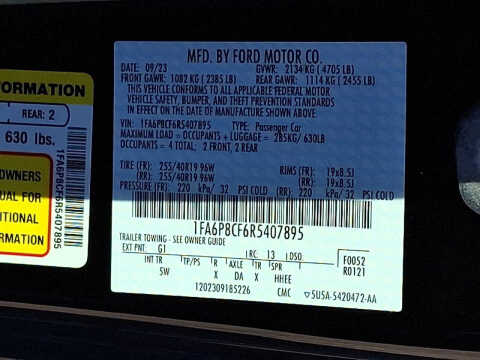 MFD. BY FORD MOTOR CO.
09/23 GVWR: 2134 KG ( 4705 LB)
FRONT GAWR: 1082 KG ( 2385 LB) REAR GAWR: 1114 KG ( 2455 LB)
THIS VEHICLE CONFORMS TO ALL APPLICABLE FEDERAL MOTOR
VEHICLE SAFETY, BUMPER, AND THEFT PREVENTION STANDARDS
IN EFFECT ON THE DATE OF MANUFACTURE SHOWN ABOVE.
VIN: 1FA6P8CF6R5407895 TYPE: Passenger Car
MAXIMUM LOAD = OCCUPANTS + LUGGAGE = 285KG/ 630LB
OCCUPANTS = 4 TOTAL: 2 FRONT, 2 REAR
TIRE (FR): 255/40R19 96W RIMS (FR): 19x8.5J
(RR): 255/40R19 96W (RR): 19x8.5J
PRESSURE (FR): 220 kPa/ 32 PSI COLD (RR): 220 kPa/ 32 PSI COLD
1FA6P8CF6R5407895
TRAILER TOWING - SEE OWNER GUIDE
EXT PNT: G1 RC: 13 DSO F0052
R0121
INT TR TP/PS R AXLE TR SPR
5W X DA X HHEE
1202309185226 CMC 5U5A-5420472-AA
FORMATION
REAR: 2
630 lbs.
OWNERS
UAL FOR
ITIONAL
RMATION
1FA6P8CF6R5407895